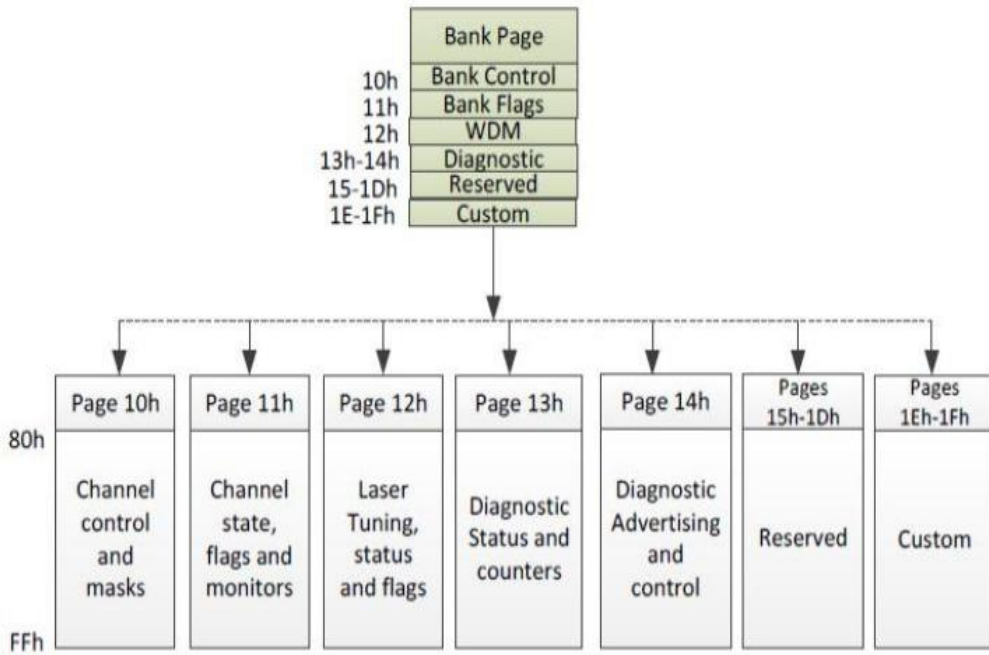 Bank Page
10h Bank Control
11h Bank Flags
12h WDM
13h-14h Diagnostic
15-1Dh Reserved
1E-1Fh Custom
Page 10h
Page 11h
Page 12h
Page 13h
Page 14h
Pages
15h-1Dh
Pages
1Eh-1Fh
80h
Channel
control
and
masks
Channel
state,
flags and
monitors
Laser
Tuning,
status
and flags
Diagnostic
Status and
counters
Diagnostic
Advertising
and
control
Reserved
Custom
FFh